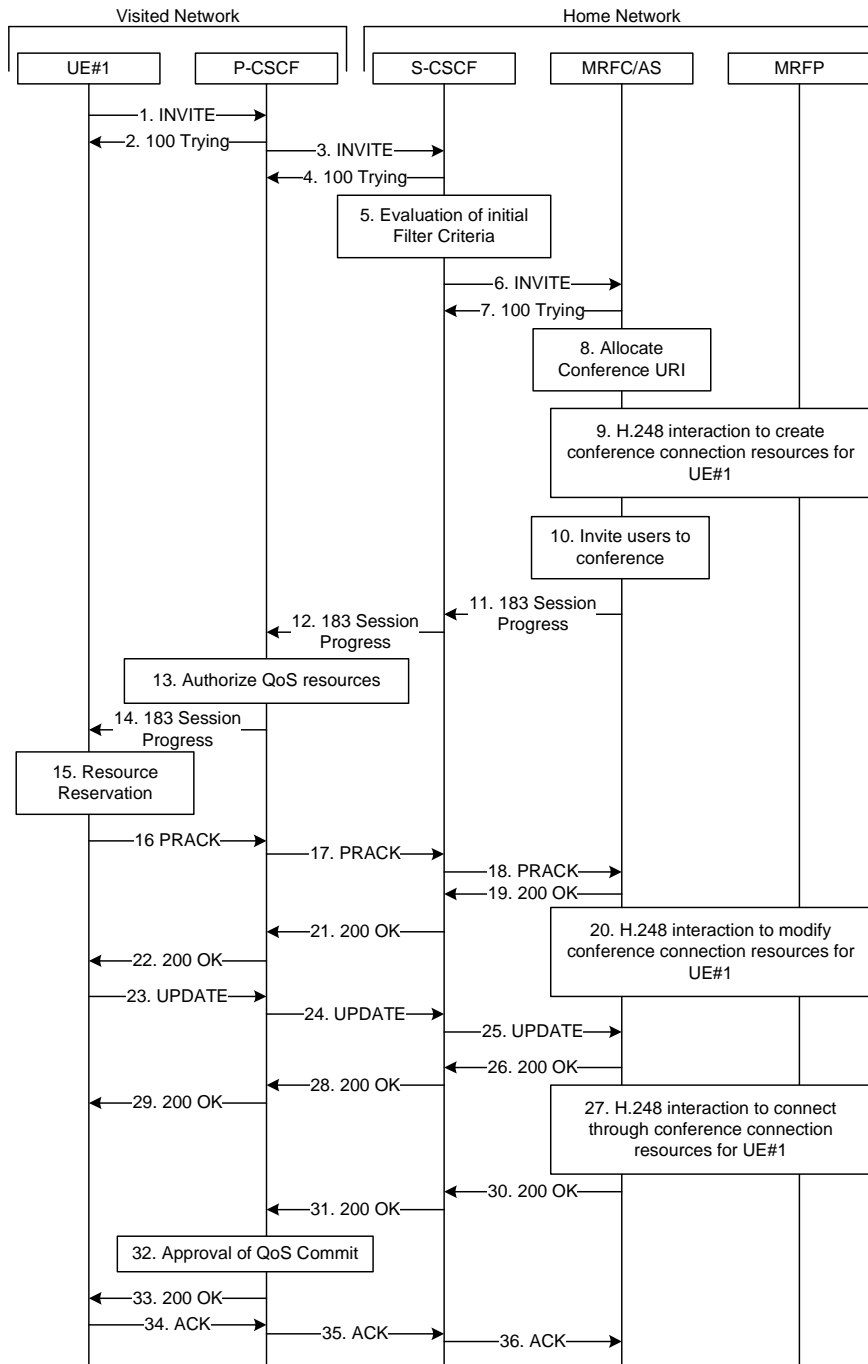 Visited Network
Home Network
UE#1
P-CSCF
S-CSCF
MRFC/AS
MRFP
1. INVITE
2. 100 Trying
3. INVITE
4. 100 Trying
5. Evaluation of initial
Filter Criteria
6. INVITE
7. 100 Trying
8. Allocate
Conference URI
9. H.248 interaction to create
conference connection resources for
UE#1
10. Invite users to
conference
11. 183 Session
Progress
12. 183 Session
Progress
13. Authorize QoS resources
14. 183 Session
Progress
15. Resource
Reservation
16 PRACK
17. PRACK
18. PRACK
19. 200 OK
20. H.248 interaction to modify
conference connection resources for
UE#1
21. 200 OK
22. 200 OK
23. UPDATE
24. UPDATE
25. UPDATE
26. 200 OK
27. H.248 interaction to connect
through conference connection
resources for UE#1
28. 200 OK
29. 200 OK
30. 200 OK
31. 200 OK
32. Approval of QoS Commit
33. 200 OK
34. ACK
35. ACK
36. ACK